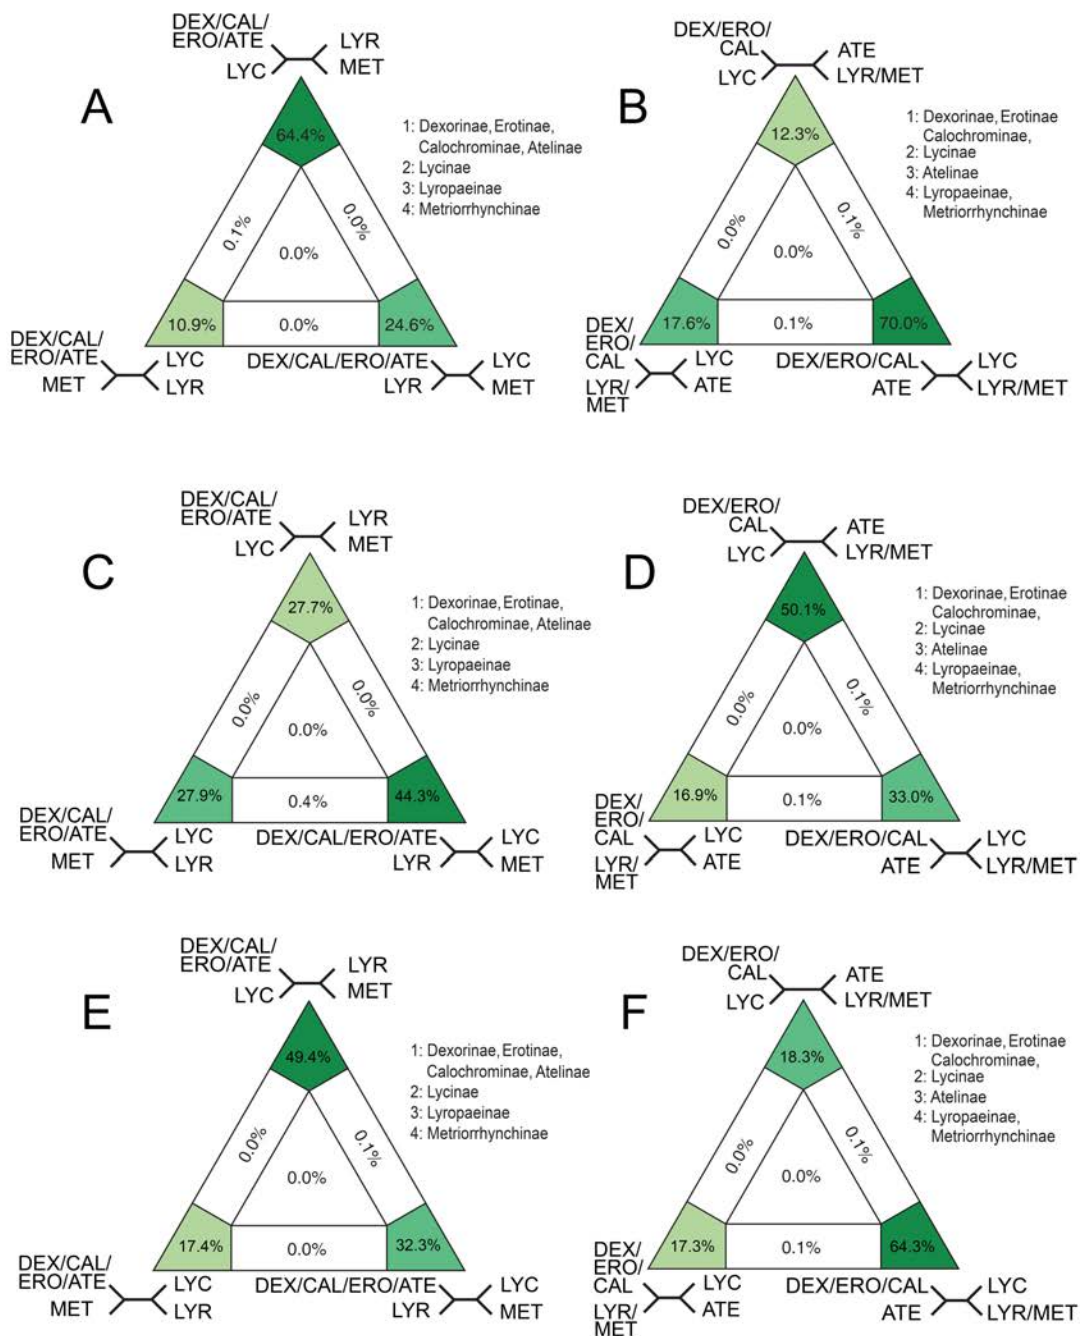 A
DEX/CAL/
ERO/ATE
LYC
LYR
MET
64.4%
0.1%
0.0%
0.0%
10.9%
0.0%
24.6%
1: Dexorinae, Erotinae,
Calochrominae, Atelinae
2: Lycinae
3: Lyropaeinae
4: Metriorrhynchinae
DEX/CAL/
ERO/ATE
MET
LYC
LYR
DEX/CAL/ERO/ATE
LYR
LYC
MET
B
DEX/ERO/
CAL
LYC
ATE
LYR/MET
12.3%
0.0%
0.1%
0.0%
17.6%
0.1%
70.0%
1: Dexorinae, Erotinae
Calochrominae,
2: Lycinae
3: Atelinae
4: Lyropaeinae,
Metriorrhynchinae
DEX/
ERO/
CAL
LYR/
MET
LYC
ATE
DEX/ERO/CAL
ATE
LYC
LYR/MET
C
DEX/CAL/
ERO/ATE
LYC
LYR
MET
27.7%
0.0%
0.0%
0.0%
27.9%
0.4%
44.3%
1: Dexorinae, Erotinae,
Calochrominae, Atelinae
2: Lycinae
3: Lyropaeinae
4: Metriorrhynchinae
DEX/CAL/
ERO/ATE
MET
LYC
LYR
DEX/CAL/ERO/ATE
LYR
LYC
MET
D
DEX/ERO/
CAL
LYC
ATE
LYR/MET
50.1%
0.0%
0.1%
0.0%
16.9%
0.1%
33.0%
1: Dexorinae, Erotinae
Calochrominae,
2: Lycinae
3: Atelinae
4: Lyropaeinae,
Metriorrhynchinae
DEX/
ERO/
CAL
LYR/
MET
LYC
ATE
DEX/ERO/CAL
ATE
LYC
LYR/MET
E
DEX/CAL/
ERO/ATE
LYC
LYR
MET
49.4%
0.0%
0.1%
0.0%
17.4%
0.0%
32.3%
1: Dexorinae, Erotinae,
Calochrominae, Atelinae
2: Lycinae
3: Lyropaeinae
4: Metriorrhynchinae
DEX/CAL/
ERO/ATE
MET
LYC
LYR
DEX/CAL/ERO/ATE
LYR
LYC
MET
F
DEX/ERO/
CAL
LYC
ATE
LYR/MET
18.3%
0.0%
0.1%
0.0%
17.3%
0.1%
64.3%
1: Dexorinae, Erotinae
Calochrominae,
2: Lycinae
3: Atelinae
4: Lyropaeinae,
Metriorrhynchinae
DEX/
ERO/
CAL
LYR/
MET
LYC
ATE
DEX/ERO/CAL
ATE
LYC
LYR/MET